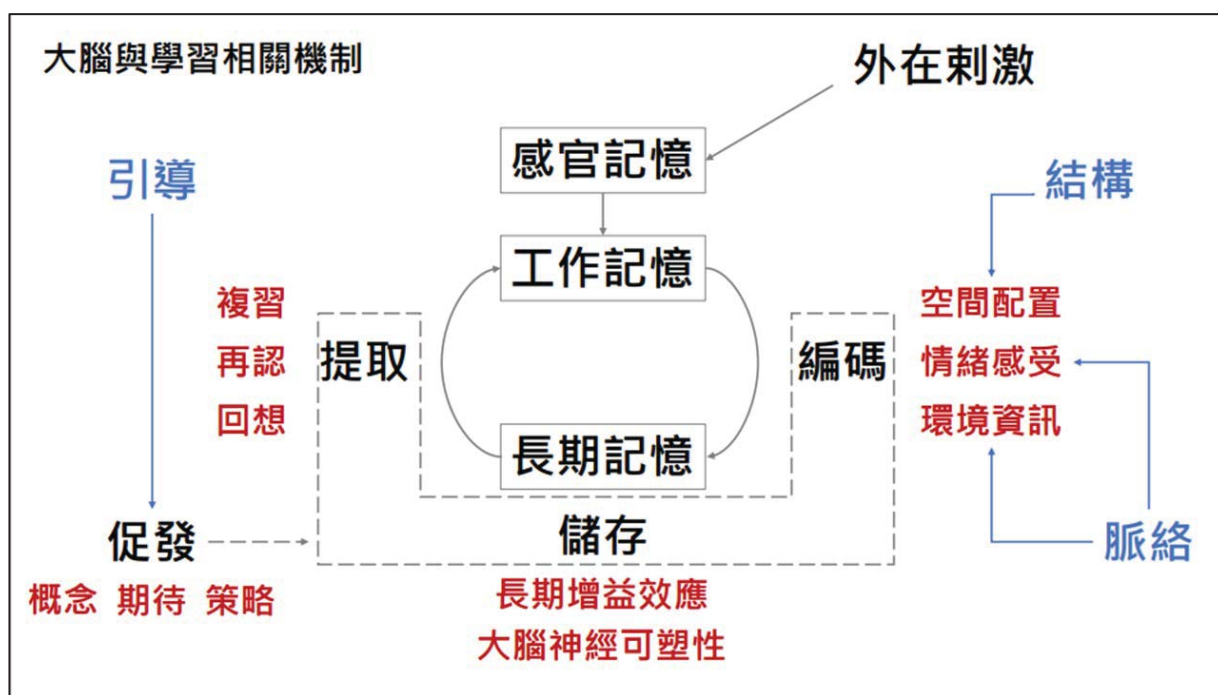 大腦與學習相關機制
外在刺激
感官記憶
引導
結構
工作記憶
複習
再認
回想
提取
編碼
空間配置
情緒感受
環境資訊
長期記憶
促發
儲存
脈絡
概念 期待 策略
長期增益效應
大腦神經可塑性